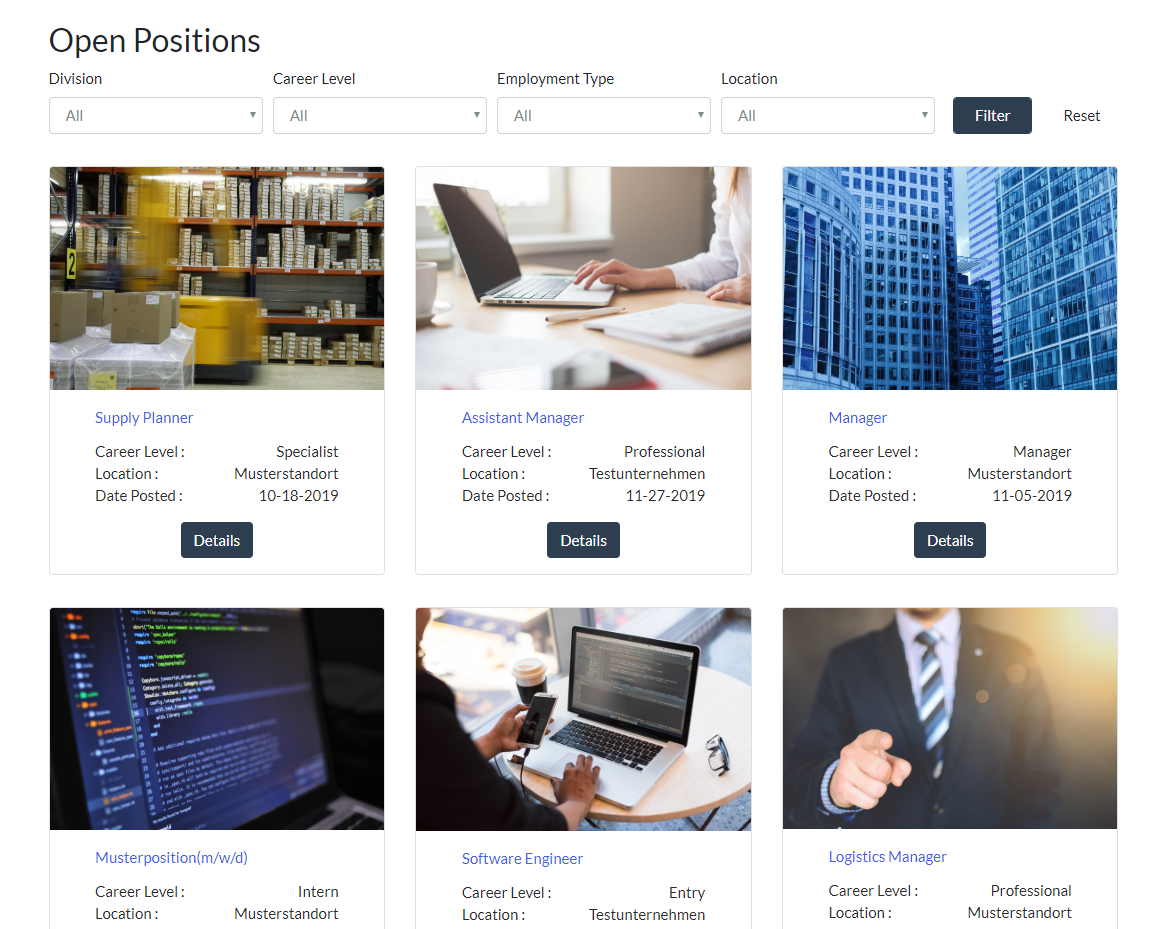 Open Positions
Division Career Level Employment Type Location
All All All All Filter Reset
2
Supply Planner
Career Level : Specialist
Location : Musterstandort
Date Posted : 10-18-2019
Details
Assistant Manager
Career Level : Professional
Location : Testunternehmen
Date Posted : 11-27-2019
Details
Manager
Career Level : Manager
Location : Musterstandort
Date Posted : 11-05-2019
Details
Musterposition(m/w/d)
Career Level : Intern
Location : Musterstandort
Software Engineer
Career Level : Entry
Location : Testunternehmen
Logistics Manager
Career Level : Professional
Location : Musterstandort